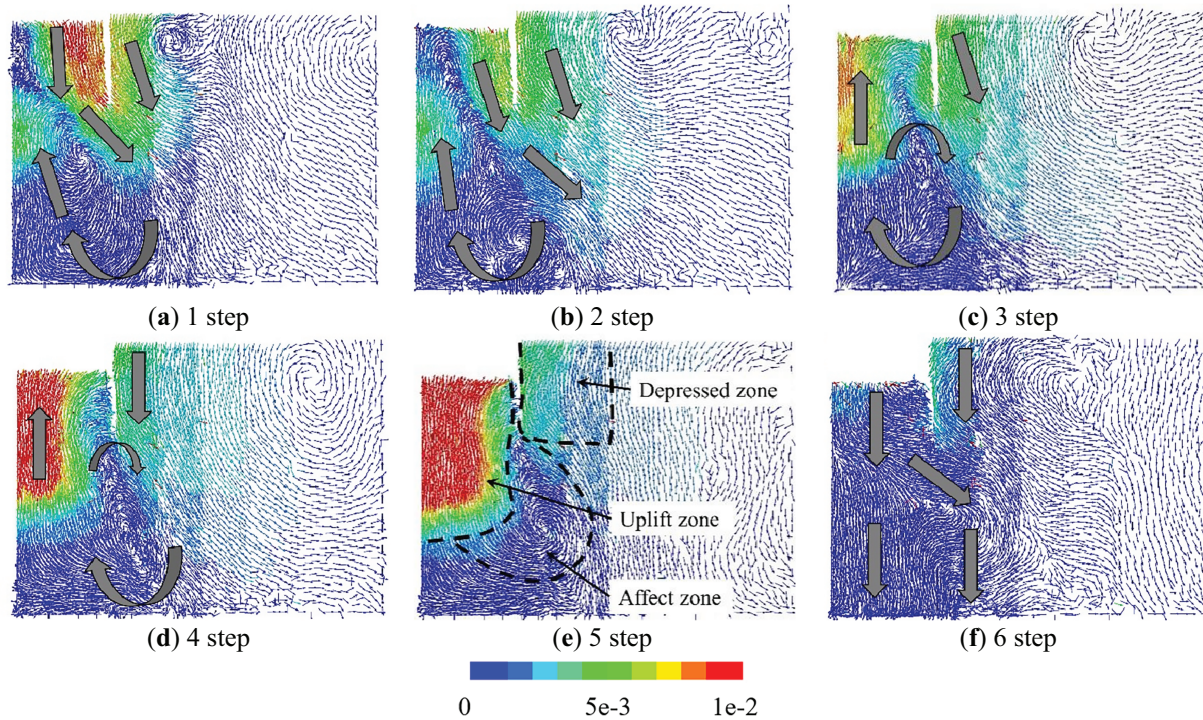 (a) 1 step
(b) 2 step
(c) 3 step
Depressed zone
Uplift zone
Affect zone
(d) 4 step
(e) 5 step
(f) 6 step
0 5e-3 1e-2